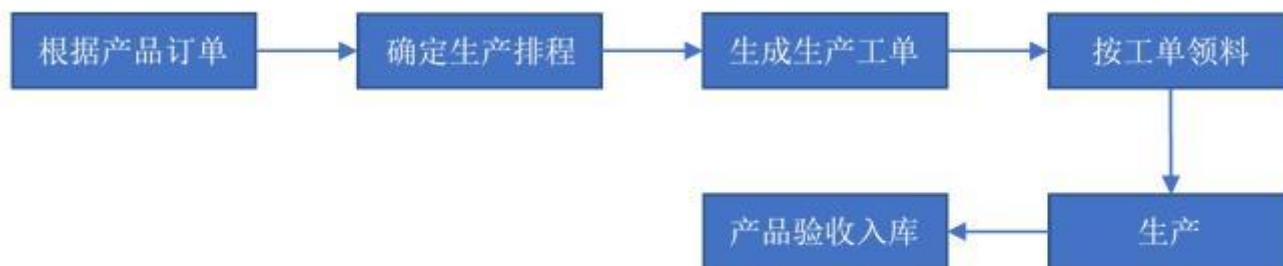 根据产品订单
确定生产排程
生成生产工单
按工单领料
生产
产品验收入库